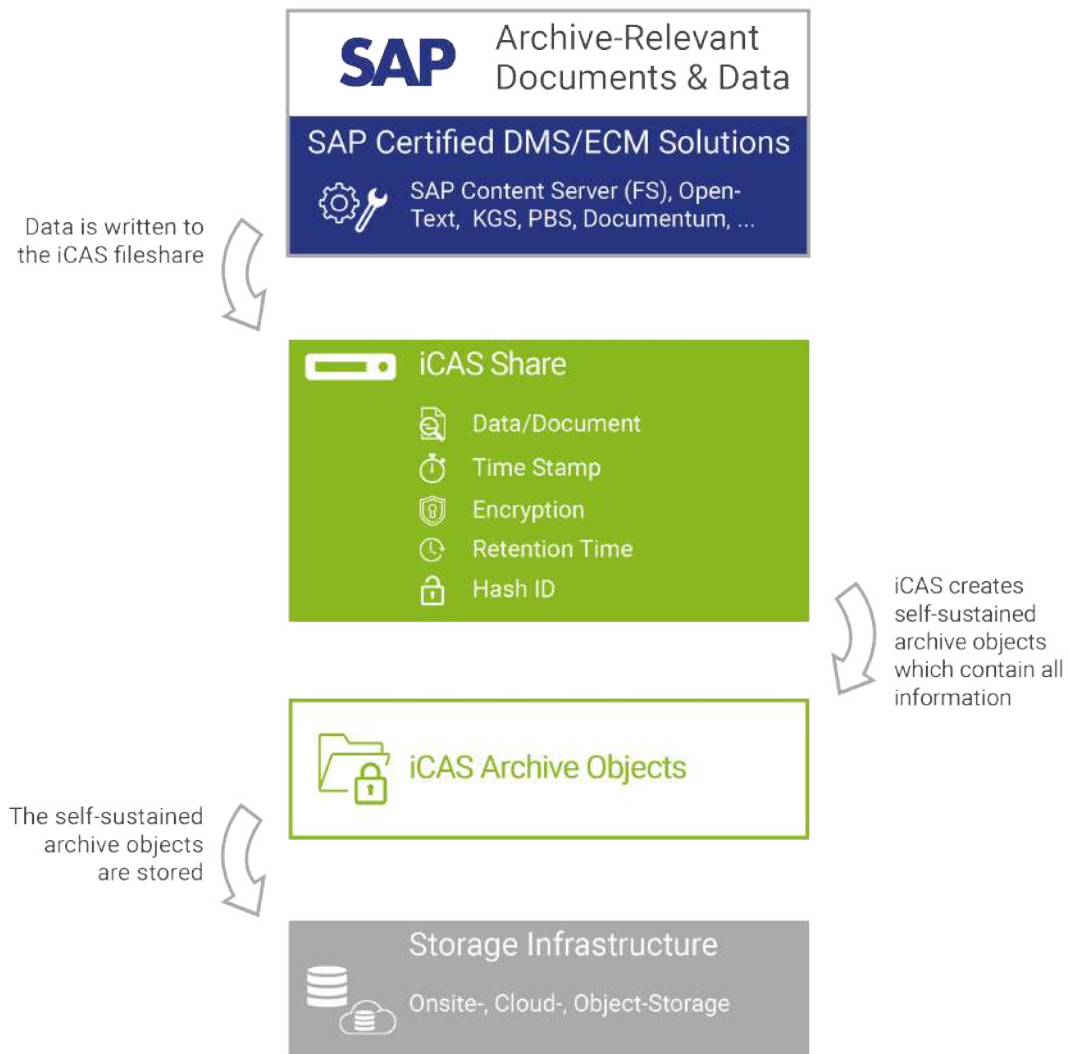 SAP
Archive-Relevant
Documents & Data
SAP Certified DMS/ECM Solutions
SAP Content Server (FS), Open-
Text, KGS, PBS, Documentum, ...
Data is written to
the iCAS fileshare
iCAS Share
Data/Document
Time Stamp
Encryption
Retention Time
Hash ID
iCAS creates
self-sustained
archive objects
which contain all
information
iCAS Archive Objects
The self-sustained
archive objects
are stored
Storage Infrastructure
Onsite-, Cloud-, Object-Storage